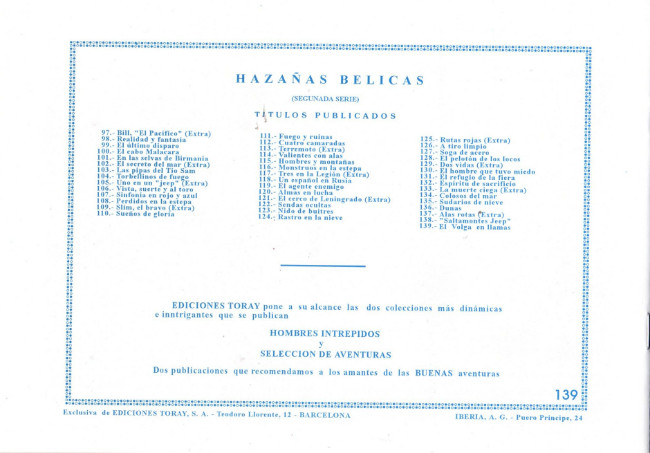 HAZAÑAS BELICAS
(SEGUNADA SERIE)
TITULOS PUBLICADOS
97.- Bill, "El Pacífico" (Extra)
98.- Realidad y fantasía
99.- El último disparo
100.- El cabo Malacara
101.- En las selvas de Birmania
102.- El secreto del mar (Extra)
103.- Las pipas del Tío Sam
104.- Torbellinos de fuego
105.- Uno en un "jeep" (Extra)
106.- Vista, suerte y al toro
107.- Sinfonía en rojo y azul
108.- Perdidos en la estepa
109.- Slim, el bravo (Extra)
110.- Sueños de gloria
111.- Fuego y ruinas
112.- Cuatro camaradas
113.- Terremoto (Extra)
114.- Valientes con alas
115.- Hombres y montañas
116.- Monstruos en la estepa
117.- Tres en la Legión (Extra)
118.- Un español en Rusia
119.- El agente enemigo
120.- Almas en lucha
121.- El cerco de Leningrado (Extra)
122.- Sendas ocultas
123.- Nido de buitres
124.- Rastro en la nieve
125.- Rutas rojas (Extra)
126.- A tiro limpio
127.- Soga de acero
128.- El pelotón de los locos
129.- Dos vidas (Extra)
130.- El hombre que tuvo miedo
131.- El refugio de la fiera
132.- Espíritu de sacrificio
133.- La muerte ciega (Extra)
134.- Colosos del mar
135.- Sudarios de nieve
136.- Dunas
137.- Alas rotas (Extra)
138.- "Saltamontes Jeep"
139.- El Volga en llamas
EDICIONES TORAY pone a su alcance las dos colecciones más dinámicas
e inntrigantes que se publican
HOMBRES INTREPIDOS
y
SELECCION DE AVENTURAS
Dos publicaciones que recomendamos a los amantes de las BUENAS aventuras
139
Exclusiva de EDICIONES TORAY, S. A. - Teodoro Llorente, 12 - BARCELONA
IBERIA, A. G. - Puero Príncipe, 24